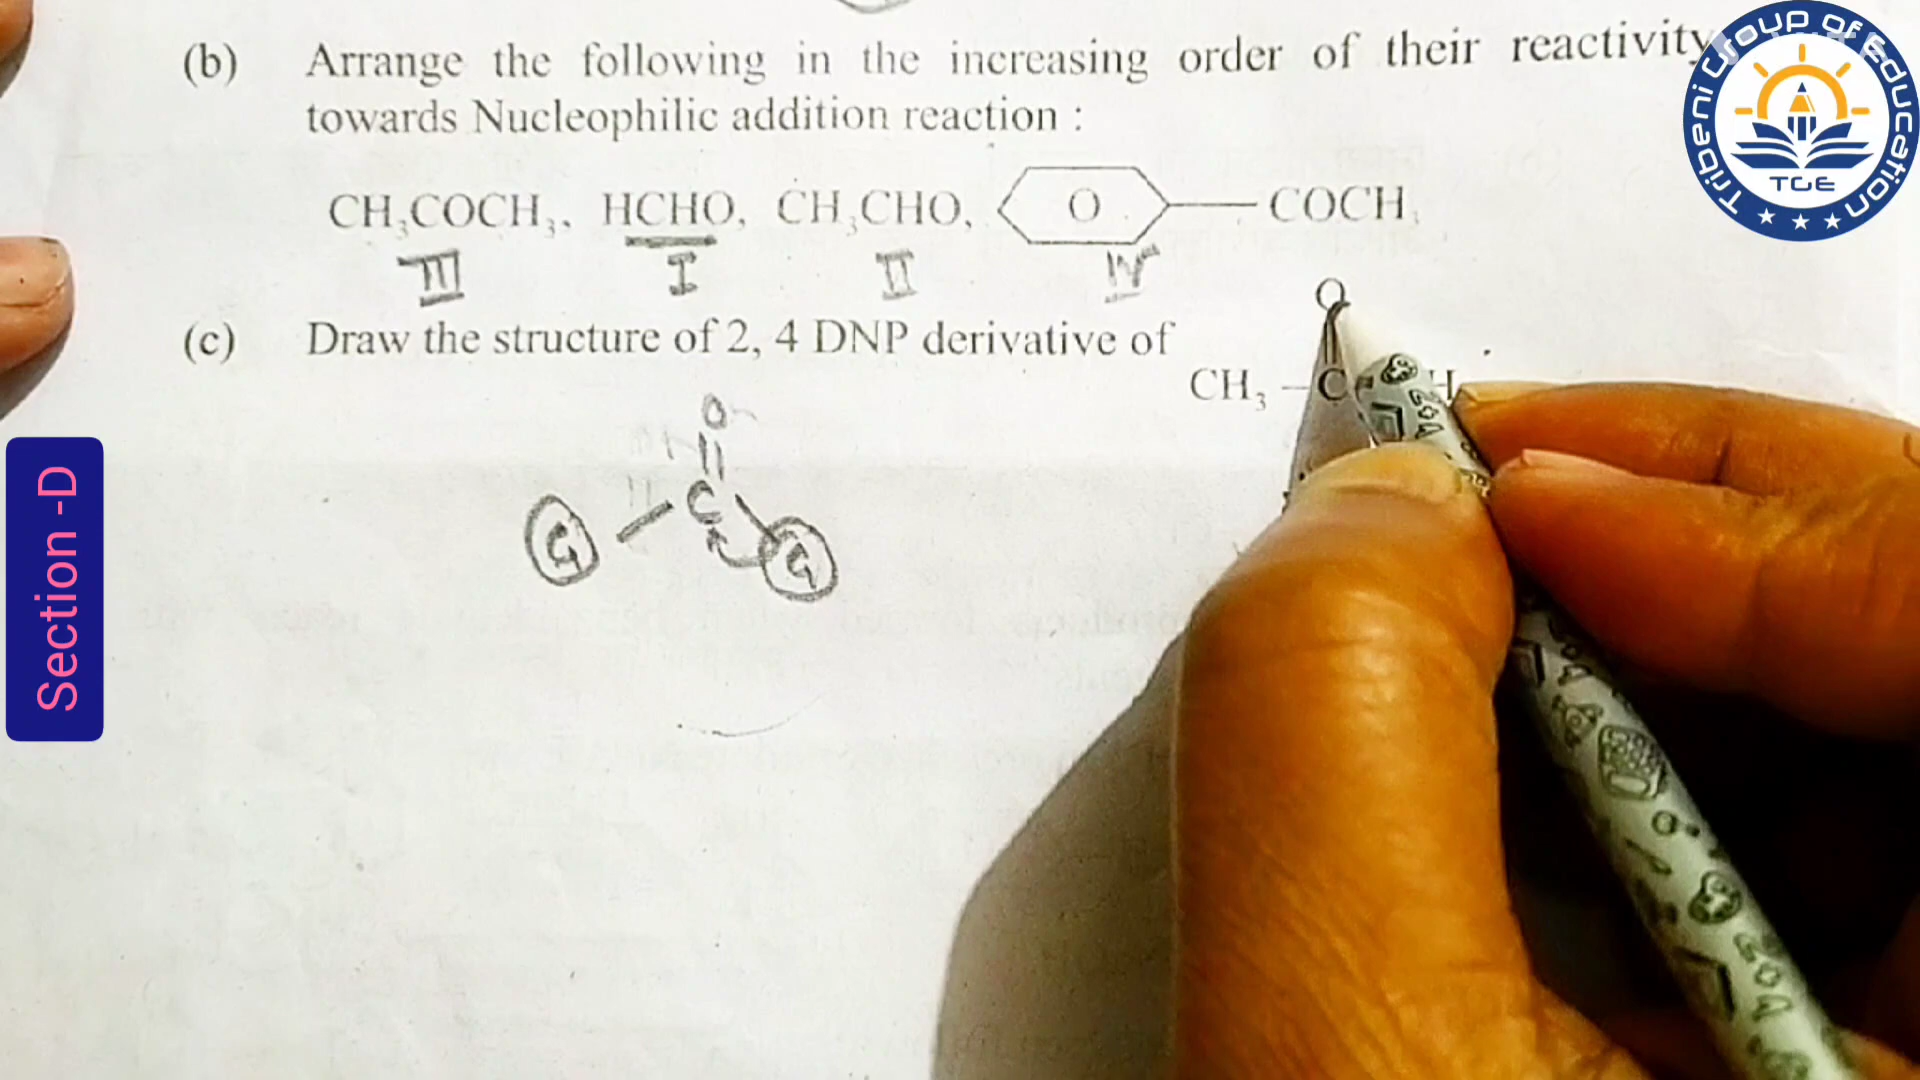 (b) Arrange the following in the increasing order of their reactivity
towards Nucleophilic addition reaction :
CH₃COCH₃, HCHO, CH₃CHO, O COCH₃
III I II IV
(c) Draw the structure of 2, 4 DNP derivative of
O
CH₃ – C H
O
C
G G
Section -D
Tribeni Group of Education
TGE